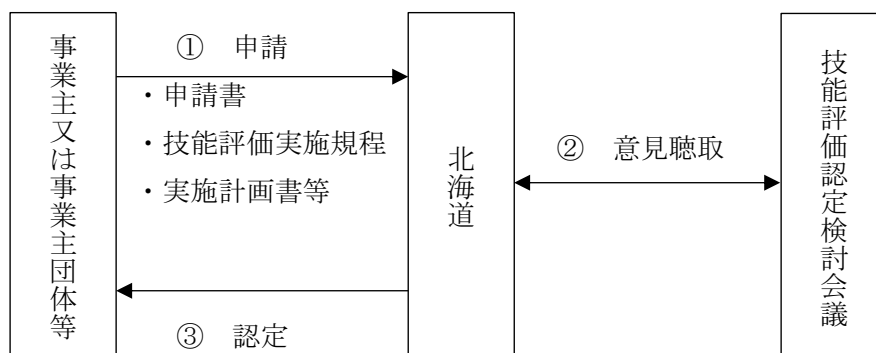 事業主又は事業主団体等
① 申請
・申請書
・技能評価実施規程
・実施計画書等
③ 認定
北海道
② 意見聴取
技能評価認定検討会議